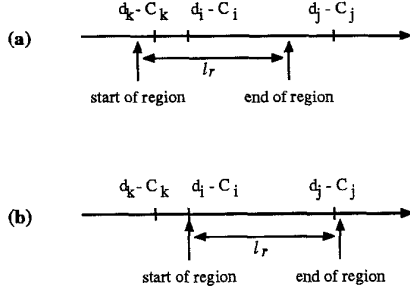 d_k - C_k d_i - C_i d_j - C_j
(a)
l_r
start of region end of region
d_k - C_k d_i - C_i d_j - C_j
(b)
l_r
start of region end of region